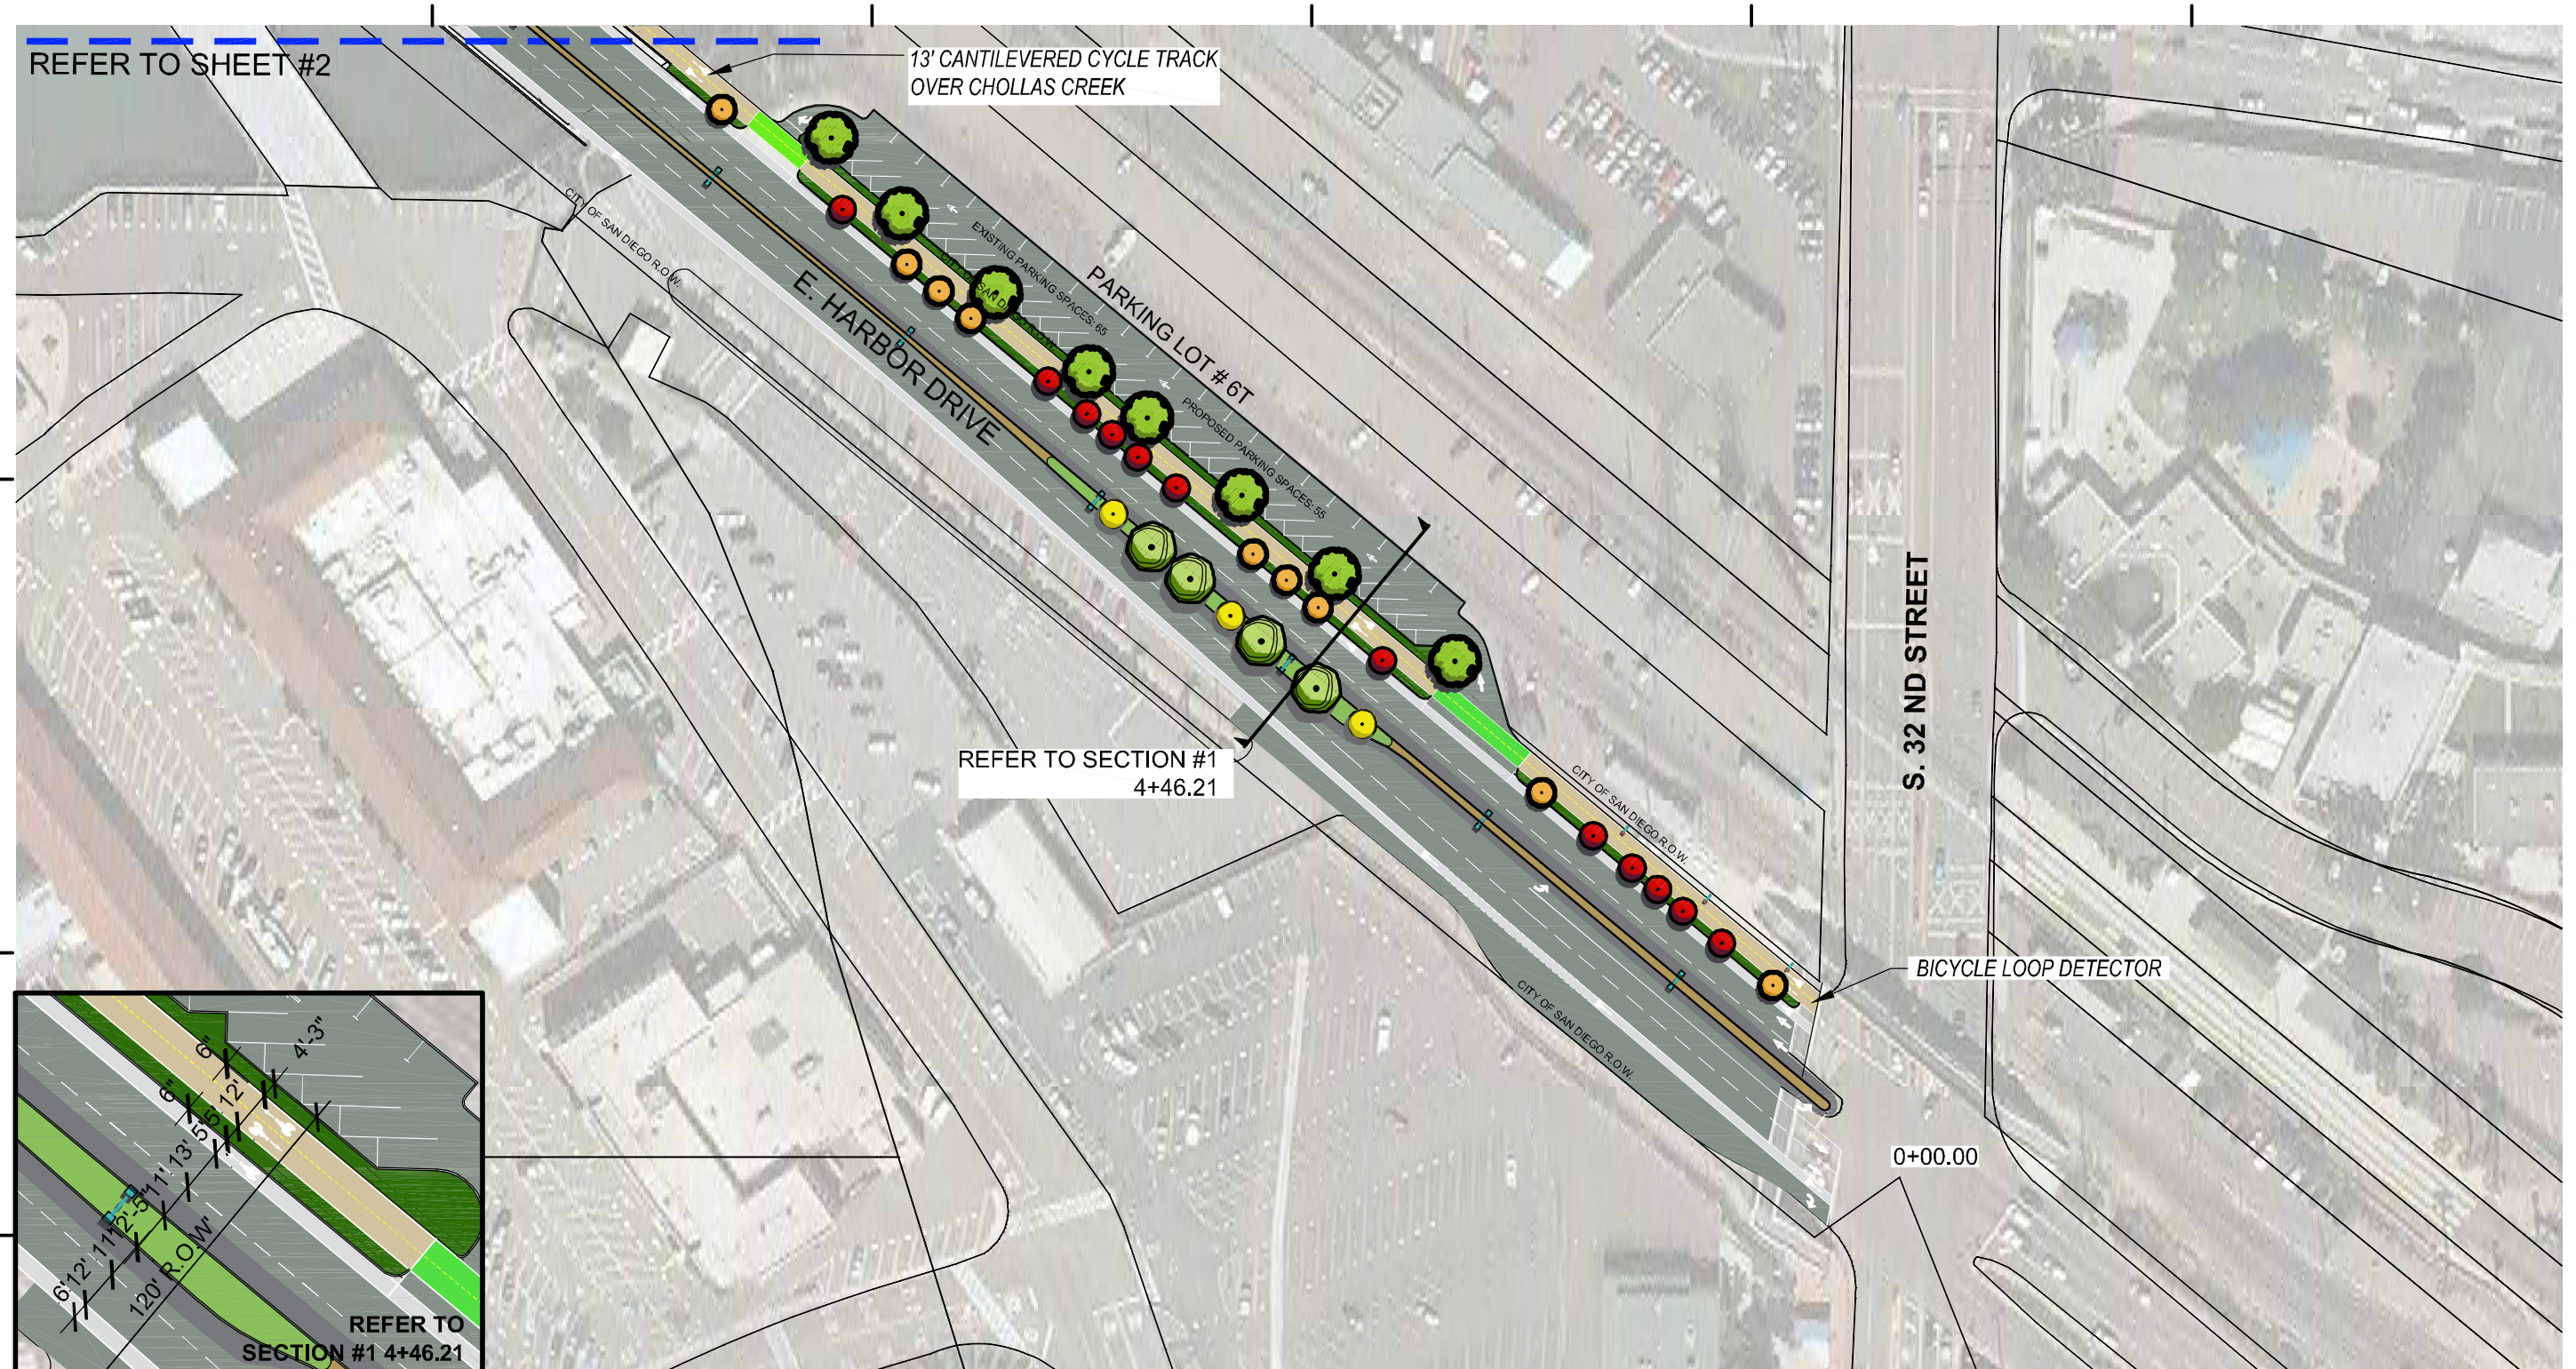 REFER TO SHEET #2
13' CANTILEVERED CYCLE TRACK
OVER CHOLLAS CREEK
CITY OF SAN DIEGO R.O.W.
E. HARBOR DRIVE
EXISTING PARKING SPACES: 65
PARKING LOT # 6T
PROPOSED PARKING SPACES: 55
REFER TO SECTION #1
4+46.21
S. 32 ND STREET
CITY OF SAN DIEGO R.O.W.
BICYCLE LOOP DETECTOR
CITY OF SAN DIEGO R.O.W.
0+00.00
6"
4'-3"
6"
12'
5'
5'
13'
11'
12'-5"
11'
12'
6'
120' R.O.W'
REFER TO
SECTION #1 4+46.21